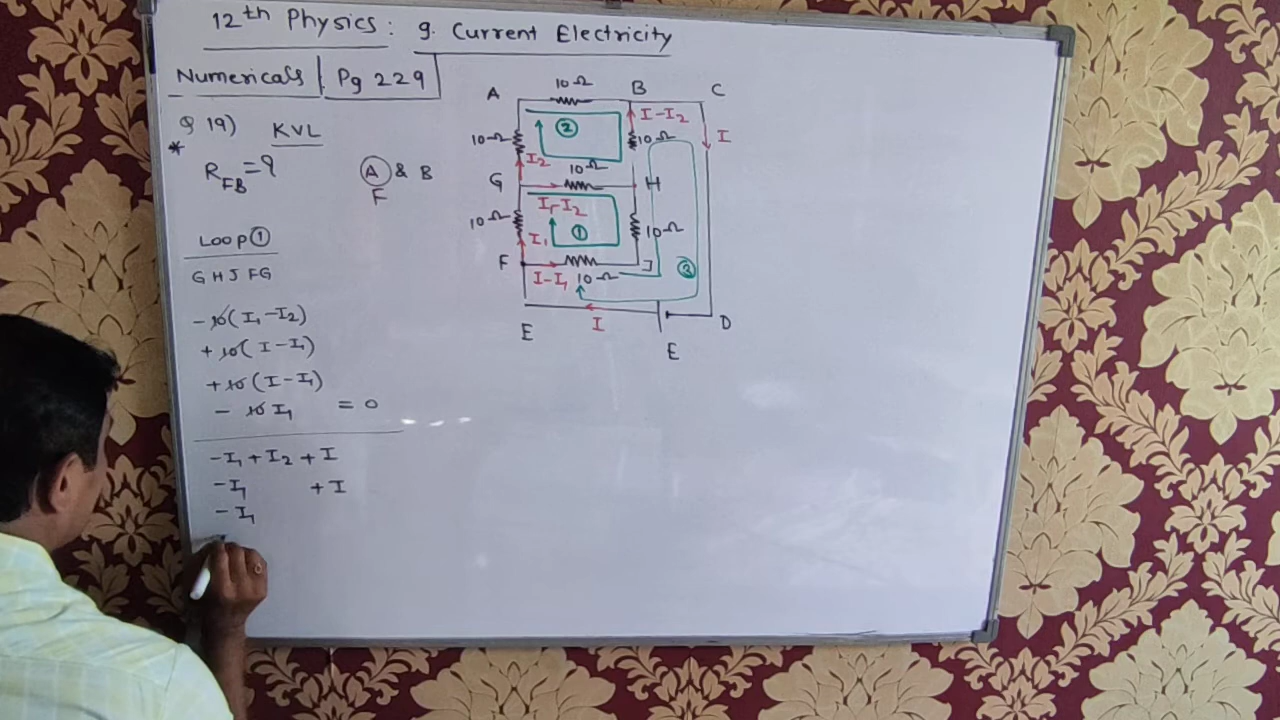 12th Physics : 9. Current Electricity
Numericals Pg 229
Q 19) KVL
*
R_FB = ?
A & B
F
Loop ①
GHJFG
-10(I₁-I₂)
+10(I-I₁)
+10(I-I₁)
- 10I₁ = 0
-I₁ + I₂ + I
-I₁ + I
-I₁
10Ω
A B C
I-I₂
10Ω ② 10Ω I
I₂ 10Ω
G H
I₁-I₂
10Ω I₁ ① 10Ω
F J
I-I₁ 10Ω ③
I
E D
E